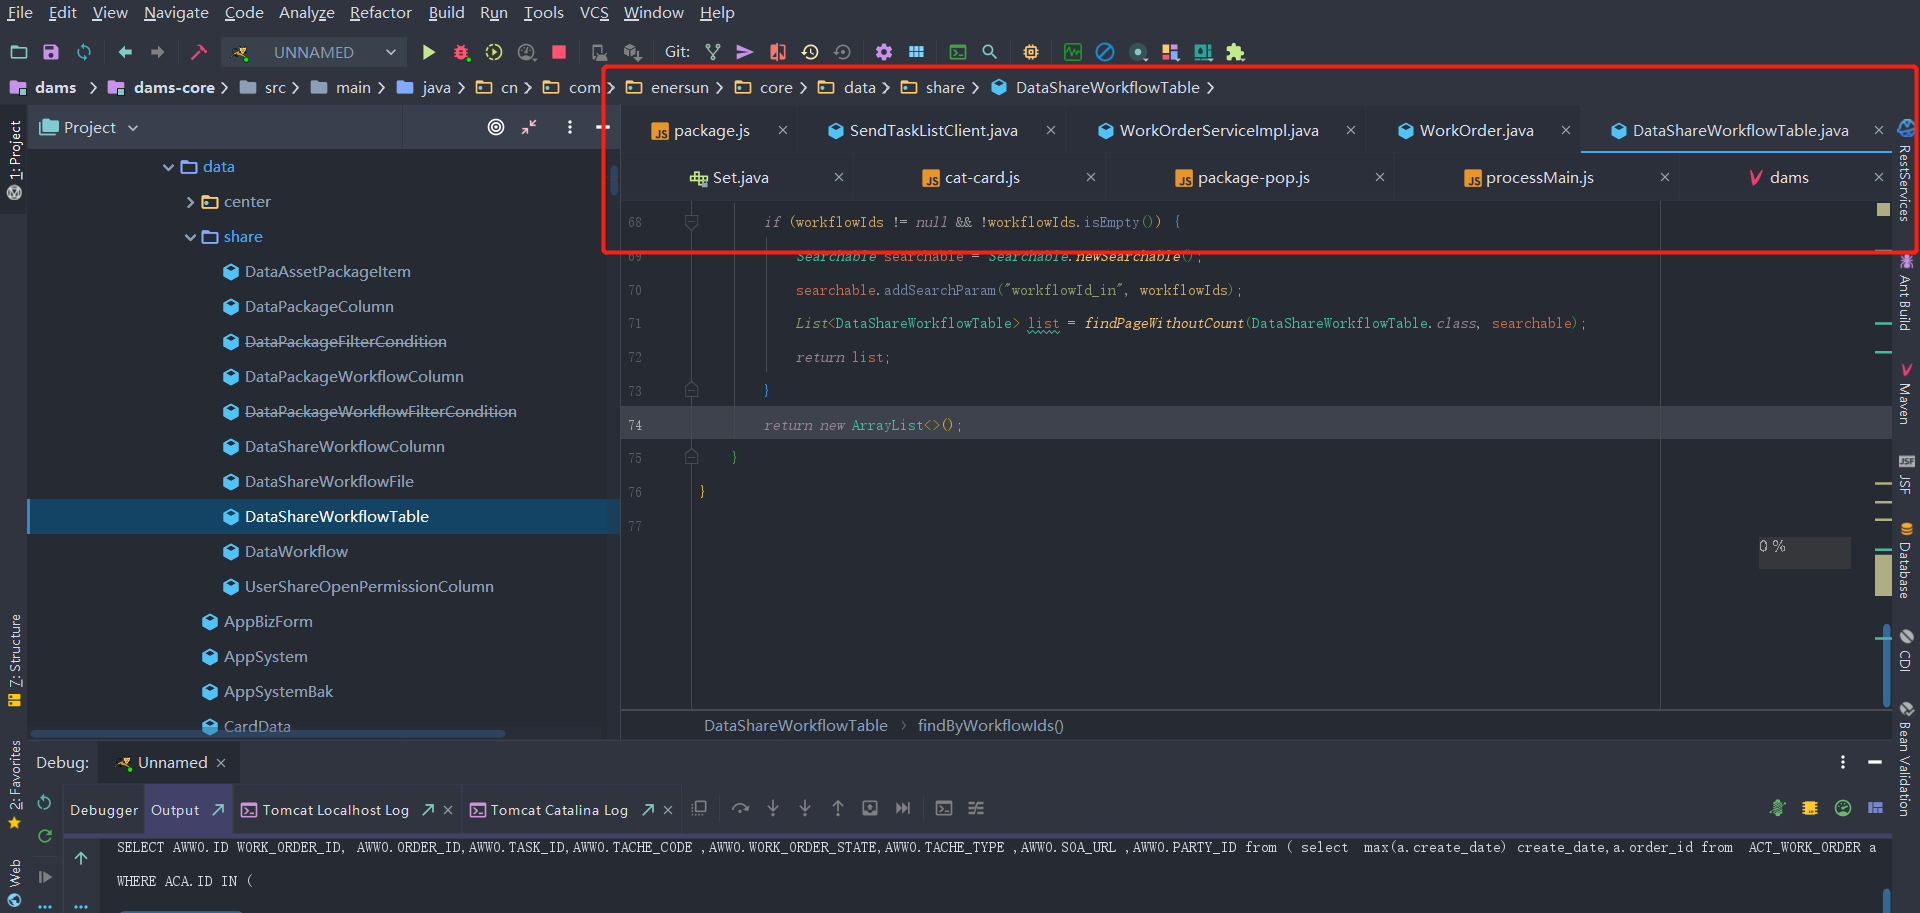 File Edit View Navigate Code Analyze Refactor Build Run Tools VCS Window Help
UNNAMED Git:
dams dams-core src main java cn com enersun core data share DataShareWorkflowTable
Project
package.js SendTaskListClient.java WorkOrderServiceImpl.java WorkOrder.java DataShareWorkflowTable.java
Set.java cat-card.js package-pop.js processMain.js dams
1: Project
7: Structure
2: Favorites
Web
data
center
share
DataAssetPackageItem
DataPackageColumn
DataPackageFilterCondition
DataPackageWorkflowColumn
DataPackageWorkflowFilterCondition
DataShareWorkflowColumn
DataShareWorkflowFile
DataShareWorkflowTable
DataWorkflow
UserShareOpenPermissionColumn
AppBizForm
AppSystem
AppSystemBak
CardData
68 if (workflowIds != null && !workflowIds.isEmpty()) {
69 Searchable searchable = Searchable.newSearchable();
70 searchable.addSearchParam("workflowId_in", workflowIds);
71 List<DataShareWorkflowTable> list = findPageWithoutCount(DataShareWorkflowTable.class, searchable);
72 return list;
73 }
74 return new ArrayList<>();
75 }
76 }
77
0 %
DataShareWorkflowTable findByWorkflowIds()
RestServices
Ant Build
Maven
JSF
JSF
Database
CDI
Bean Validation
Debug: Unnamed
Debugger Output Tomcat Localhost Log Tomcat Catalina Log
SELECT AWWO.ID WORK_ORDER_ID, AWWO.ORDER_ID,AWWO.TASK_ID,AWWO.TACHE_CODE ,AWWO.WORK_ORDER_STATE,AWWO.TACHE_TYPE ,AWWO.SOA_URL ,AWWO.PARTY_ID from ( select max(a.create_date) create_date,a.order_id from ACT_WORK_ORDER a
WHERE ACA.ID IN (